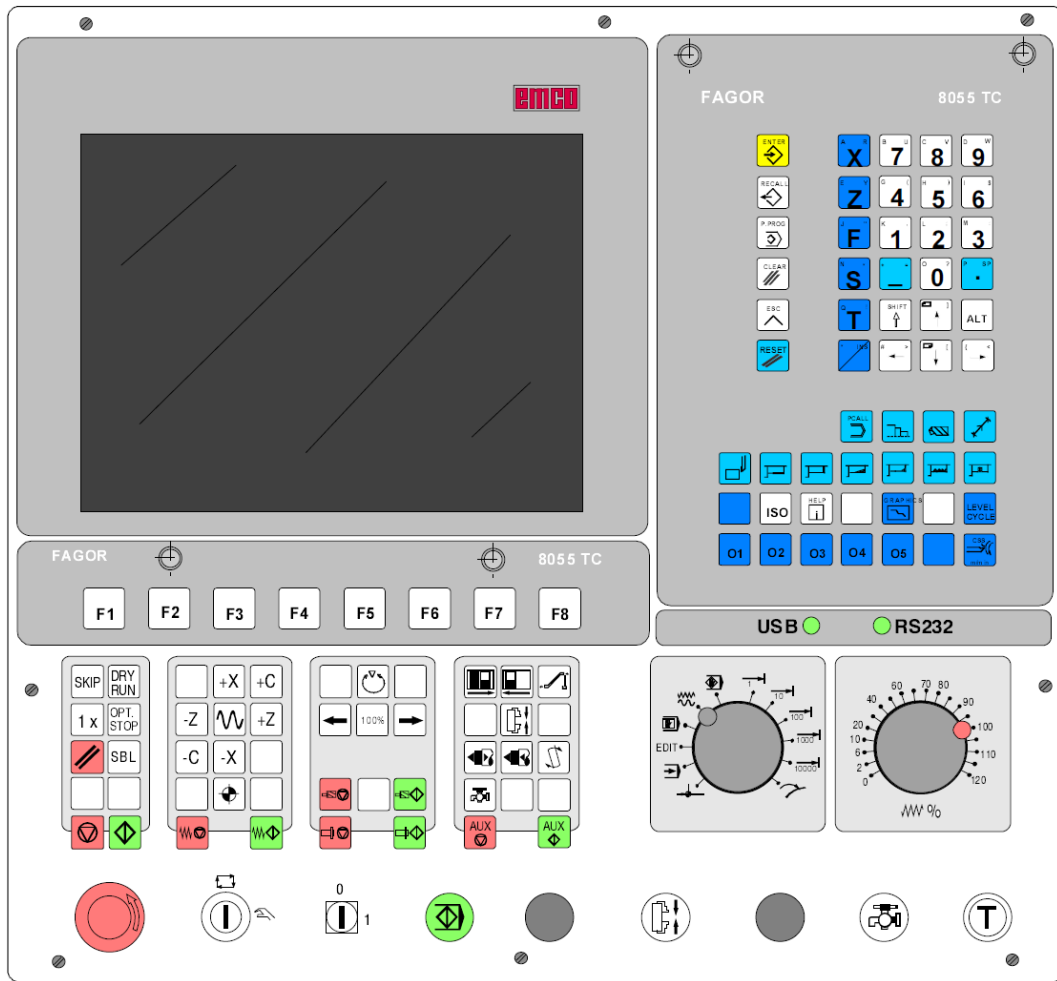 emco
FAGOR 8055 TC
ENTER
X 7 8 9
RECALL
Z 4 5 6
P.PROG
F 1 2 3
CLEAR
S - 0 .
ESC
T SHIFT ALT
RESET INS
PCALL
ISO HELP GRAPHICS LEVEL
CYCLE
O1 O2 O3 O4 O5 CSS
FAGOR 8055 TC
F1 F2 F3 F4 F5 F6 F7 F8
USB RS232
SKIP DRY
RUN
1 x OPT.
STOP
SBL
+X +C
-Z +Z
-C -X
100%
AUX AUX
EDIT
1
10
100
1000
10000
0
2
6
10
20
40
60
70
80
90
100
110
120
%
0
1
T